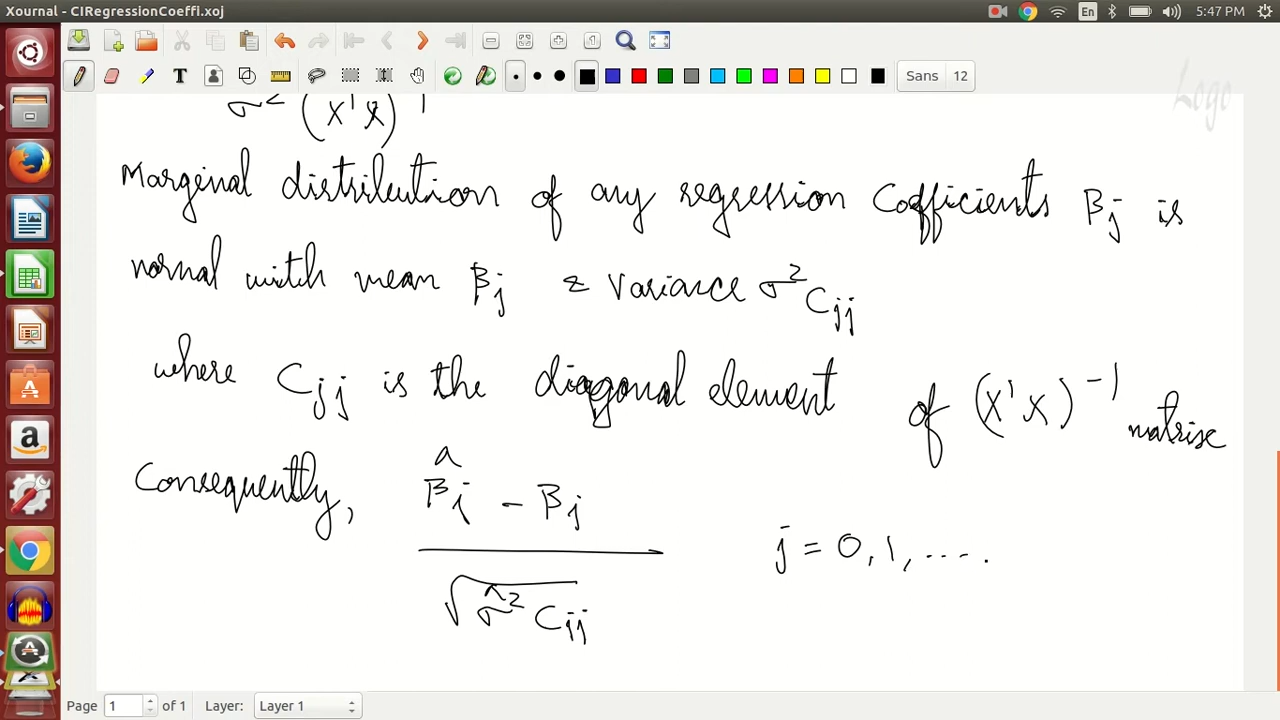 Xournal - CIRegressionCoeffI.xoj
En
5:47 PM
Sans 12
Logo
σ² (X'X)⁻¹
Marginal distribution of any regression Coefficients βj is
normal with mean βj & Variance σ² Cjj
where Cjj is the diagonal element of (X'X)⁻¹ matrix
Consequently, (β̂j - βj) / √(σ̂² Cjj) j = 0, 1, .....
Page 1 of 1 Layer: Layer 1